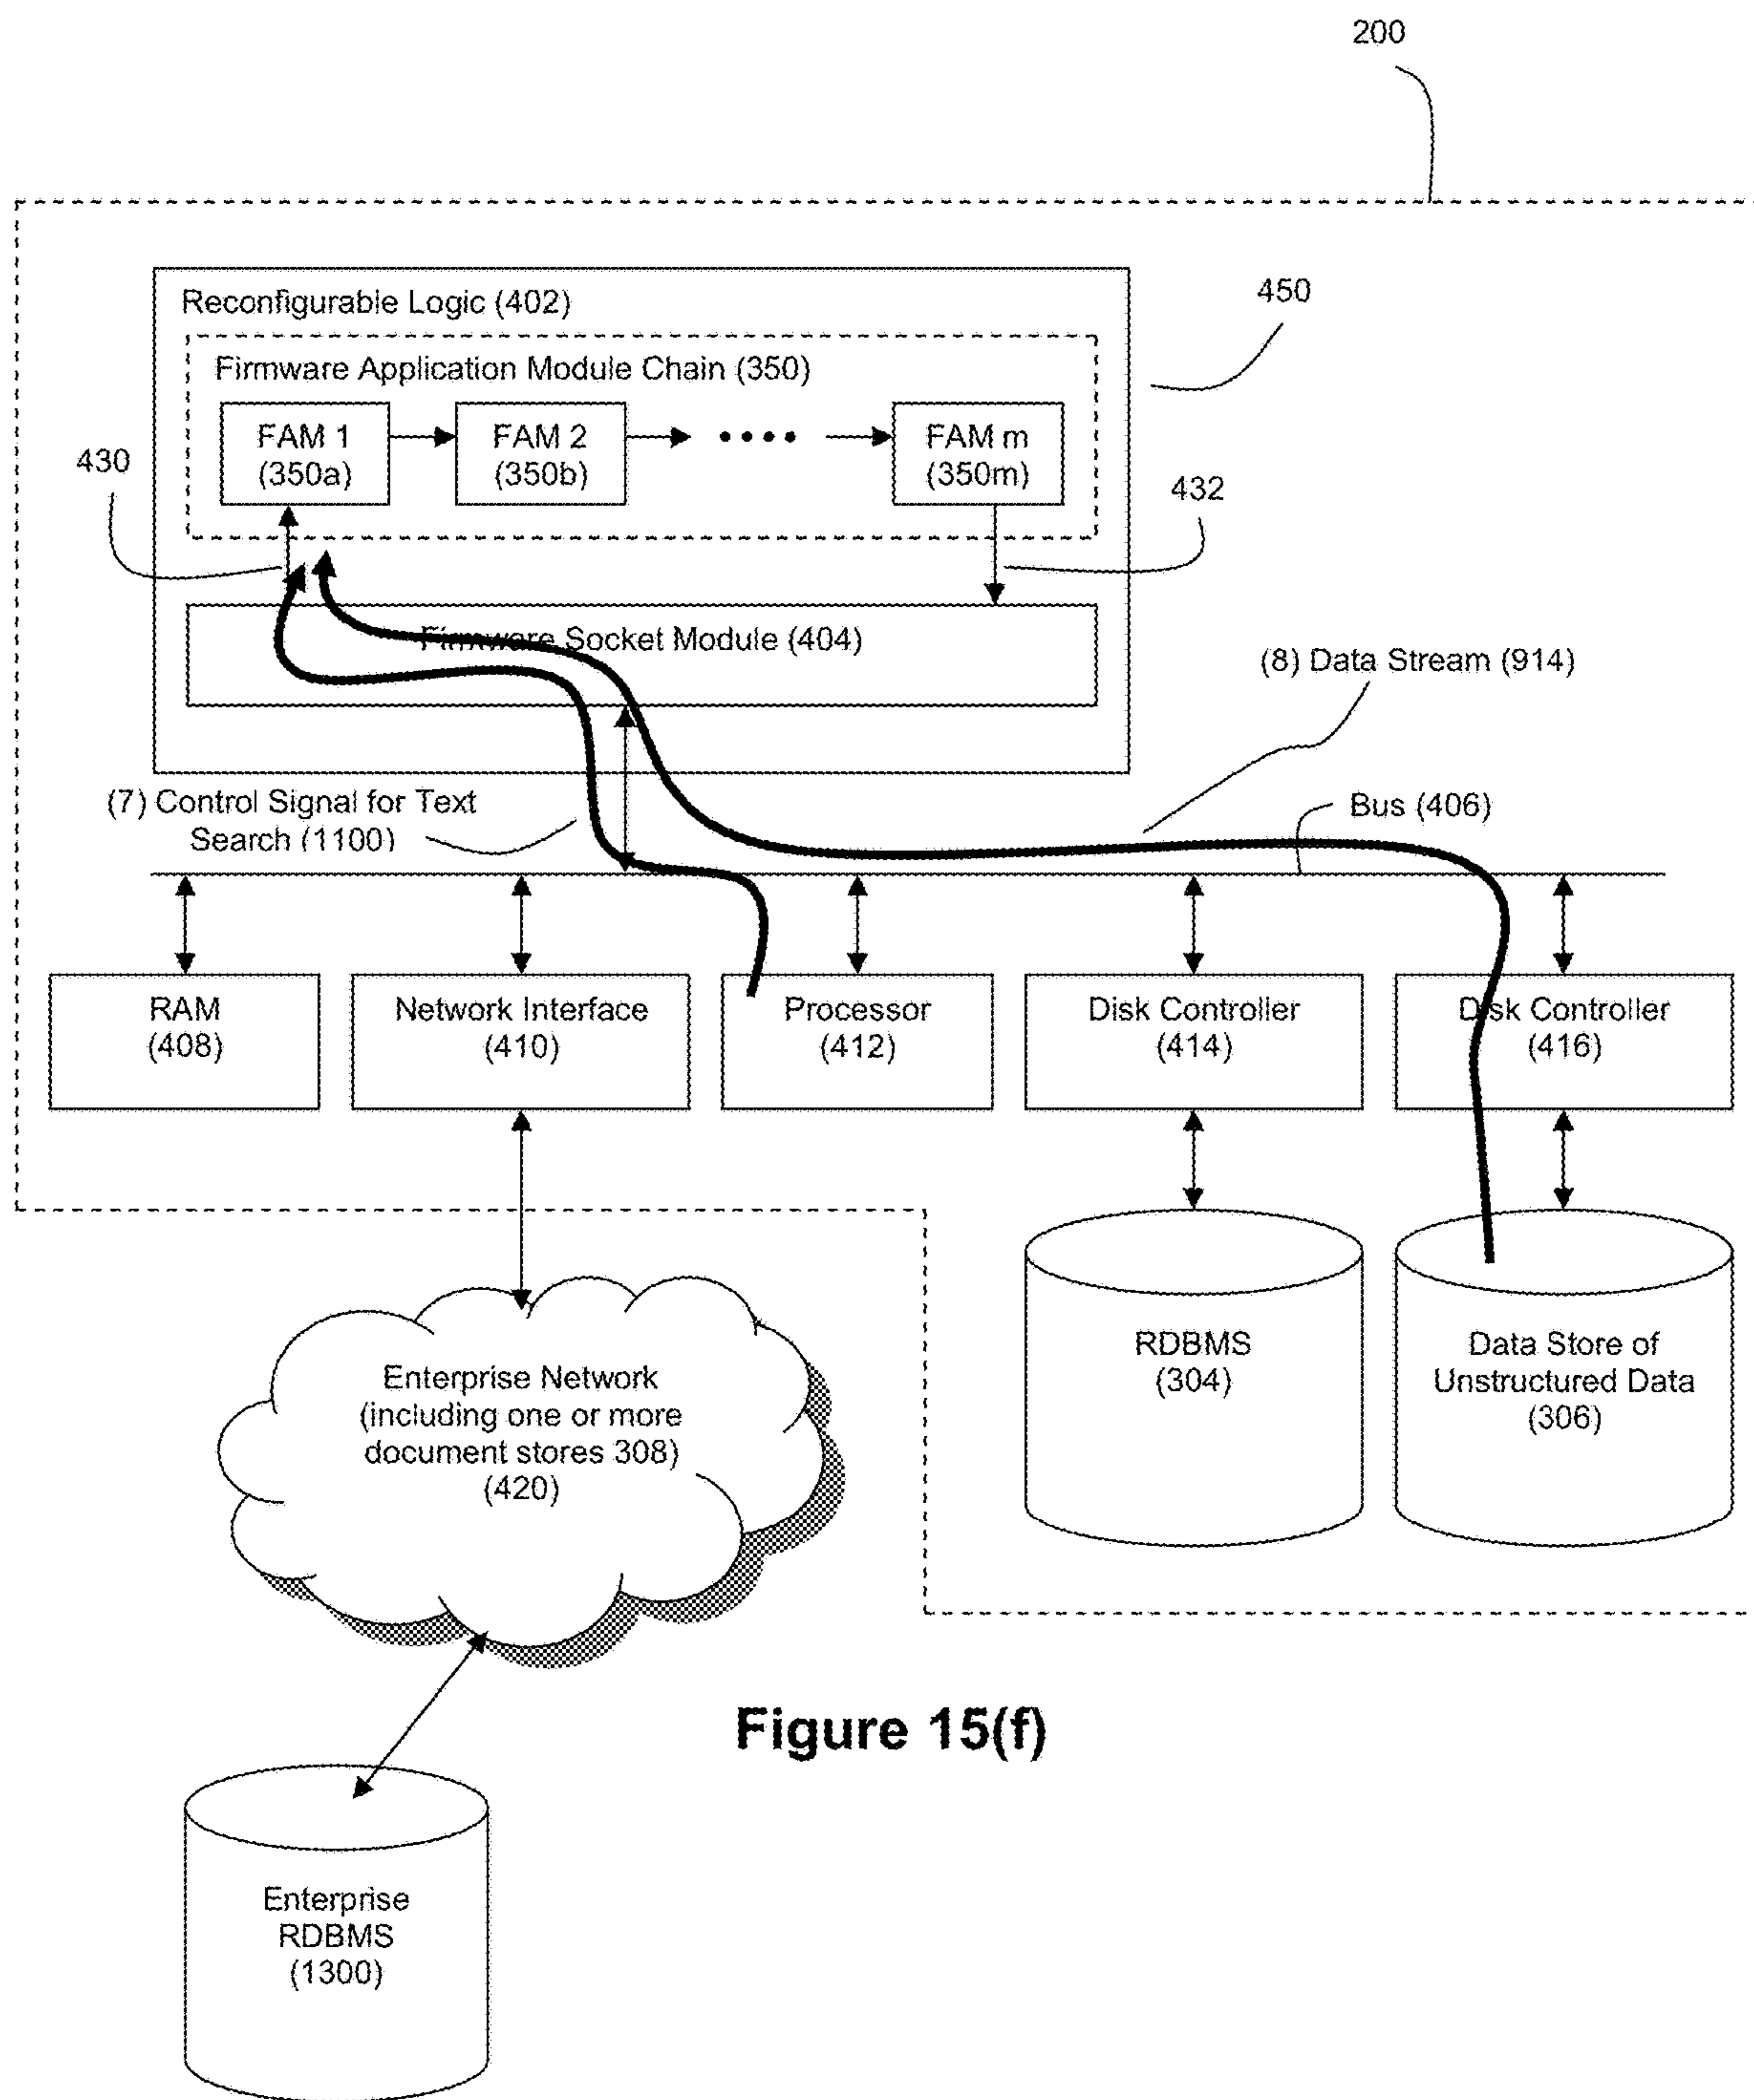 200
Reconfigurable Logic (402)
450
Firmware Application Module Chain (350)
FAM 1
(350a)
FAM 2
(350b)
FAM m
(350m)
430
432
Firmware Socket Module (404)
(8) Data Stream (914)
(7) Control Signal for Text
Search (1100)
Bus (406)
RAM
(408)
Network Interface
(410)
Processor
(412)
Disk Controller
(414)
Disk Controller
(416)
RDBMS
(304)
Data Store of
Unstructured Data
(306)
Enterprise Network
(including one or more
document stores 308)
(420)
Figure 15(f)
Enterprise
RDBMS
(1300)